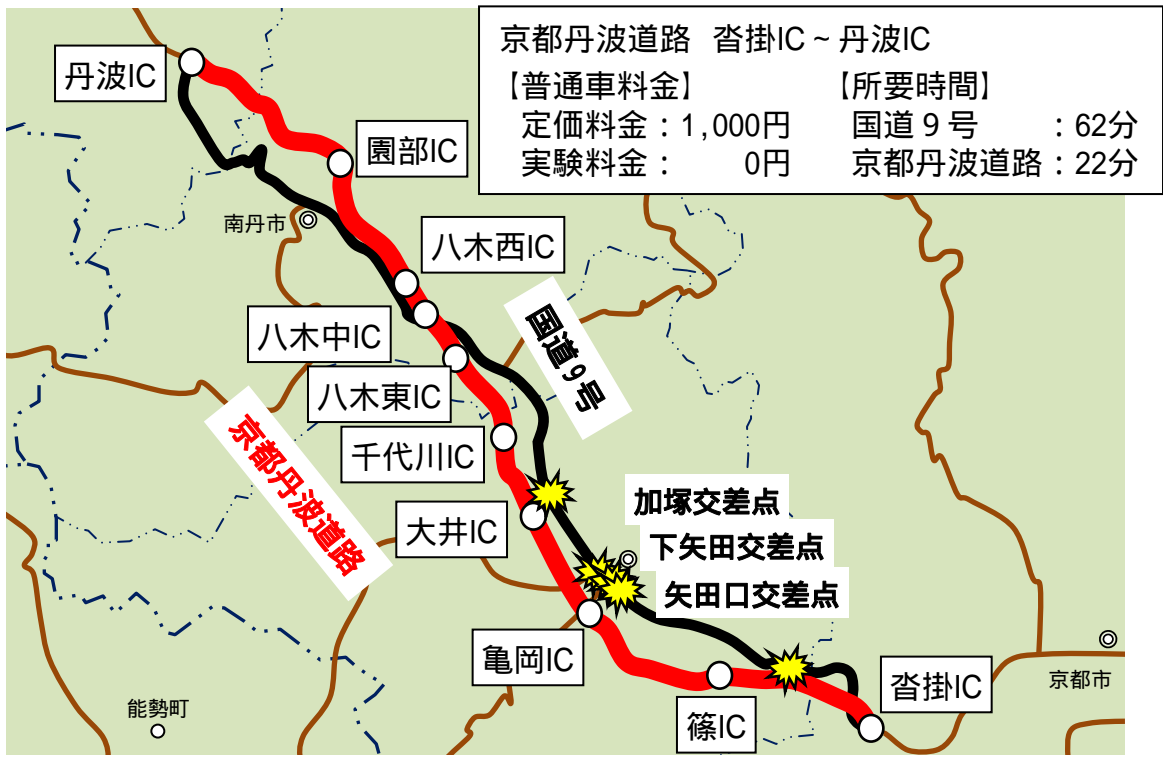 京都丹波道路 沓掛IC~丹波IC
【普通車料金】 【所要時間】
定価料金:1,000円 国道9号 :62分
実験料金: 0円 京都丹波道路:22分
丹波IC
園部IC
南丹市
八木西IC
国道9号
八木中IC
八木東IC
京都丹波道路
千代川IC
加塚交差点
大井IC
下矢田交差点
矢田口交差点
亀岡IC
沓掛IC
京都市
能勢町
篠IC